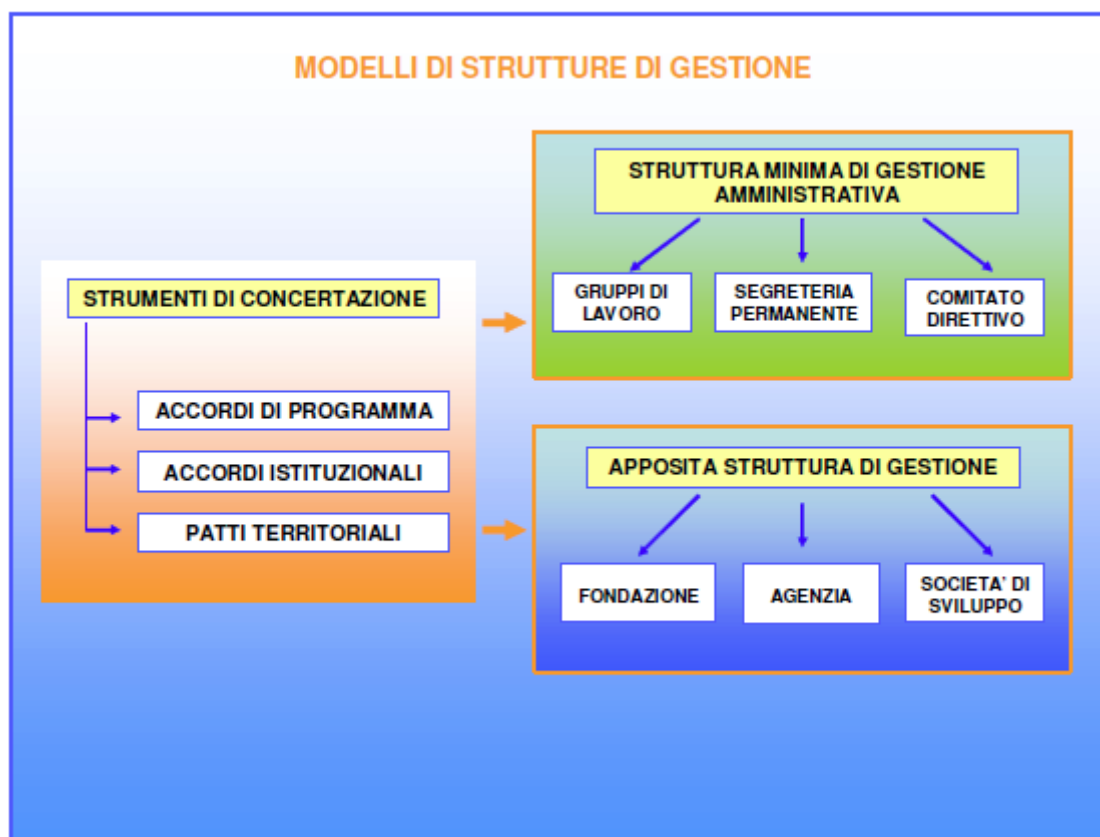 MODELLI DI STRUTTURE DI GESTIONE
STRUMENTI DI CONCERTAZIONE
ACCORDI DI PROGRAMMA
ACCORDI ISTITUZIONALI
PATTI TERRITORIALI
STRUTTURA MINIMA DI GESTIONE
AMMINISTRATIVA
GRUPPI DI
LAVORO
SEGRETERIA
PERMANENTE
COMITATO
DIRETTIVO
APPOSITA STRUTTURA DI GESTIONE
FONDAZIONE
AGENZIA
SOCIETA' DI
SVILUPPO